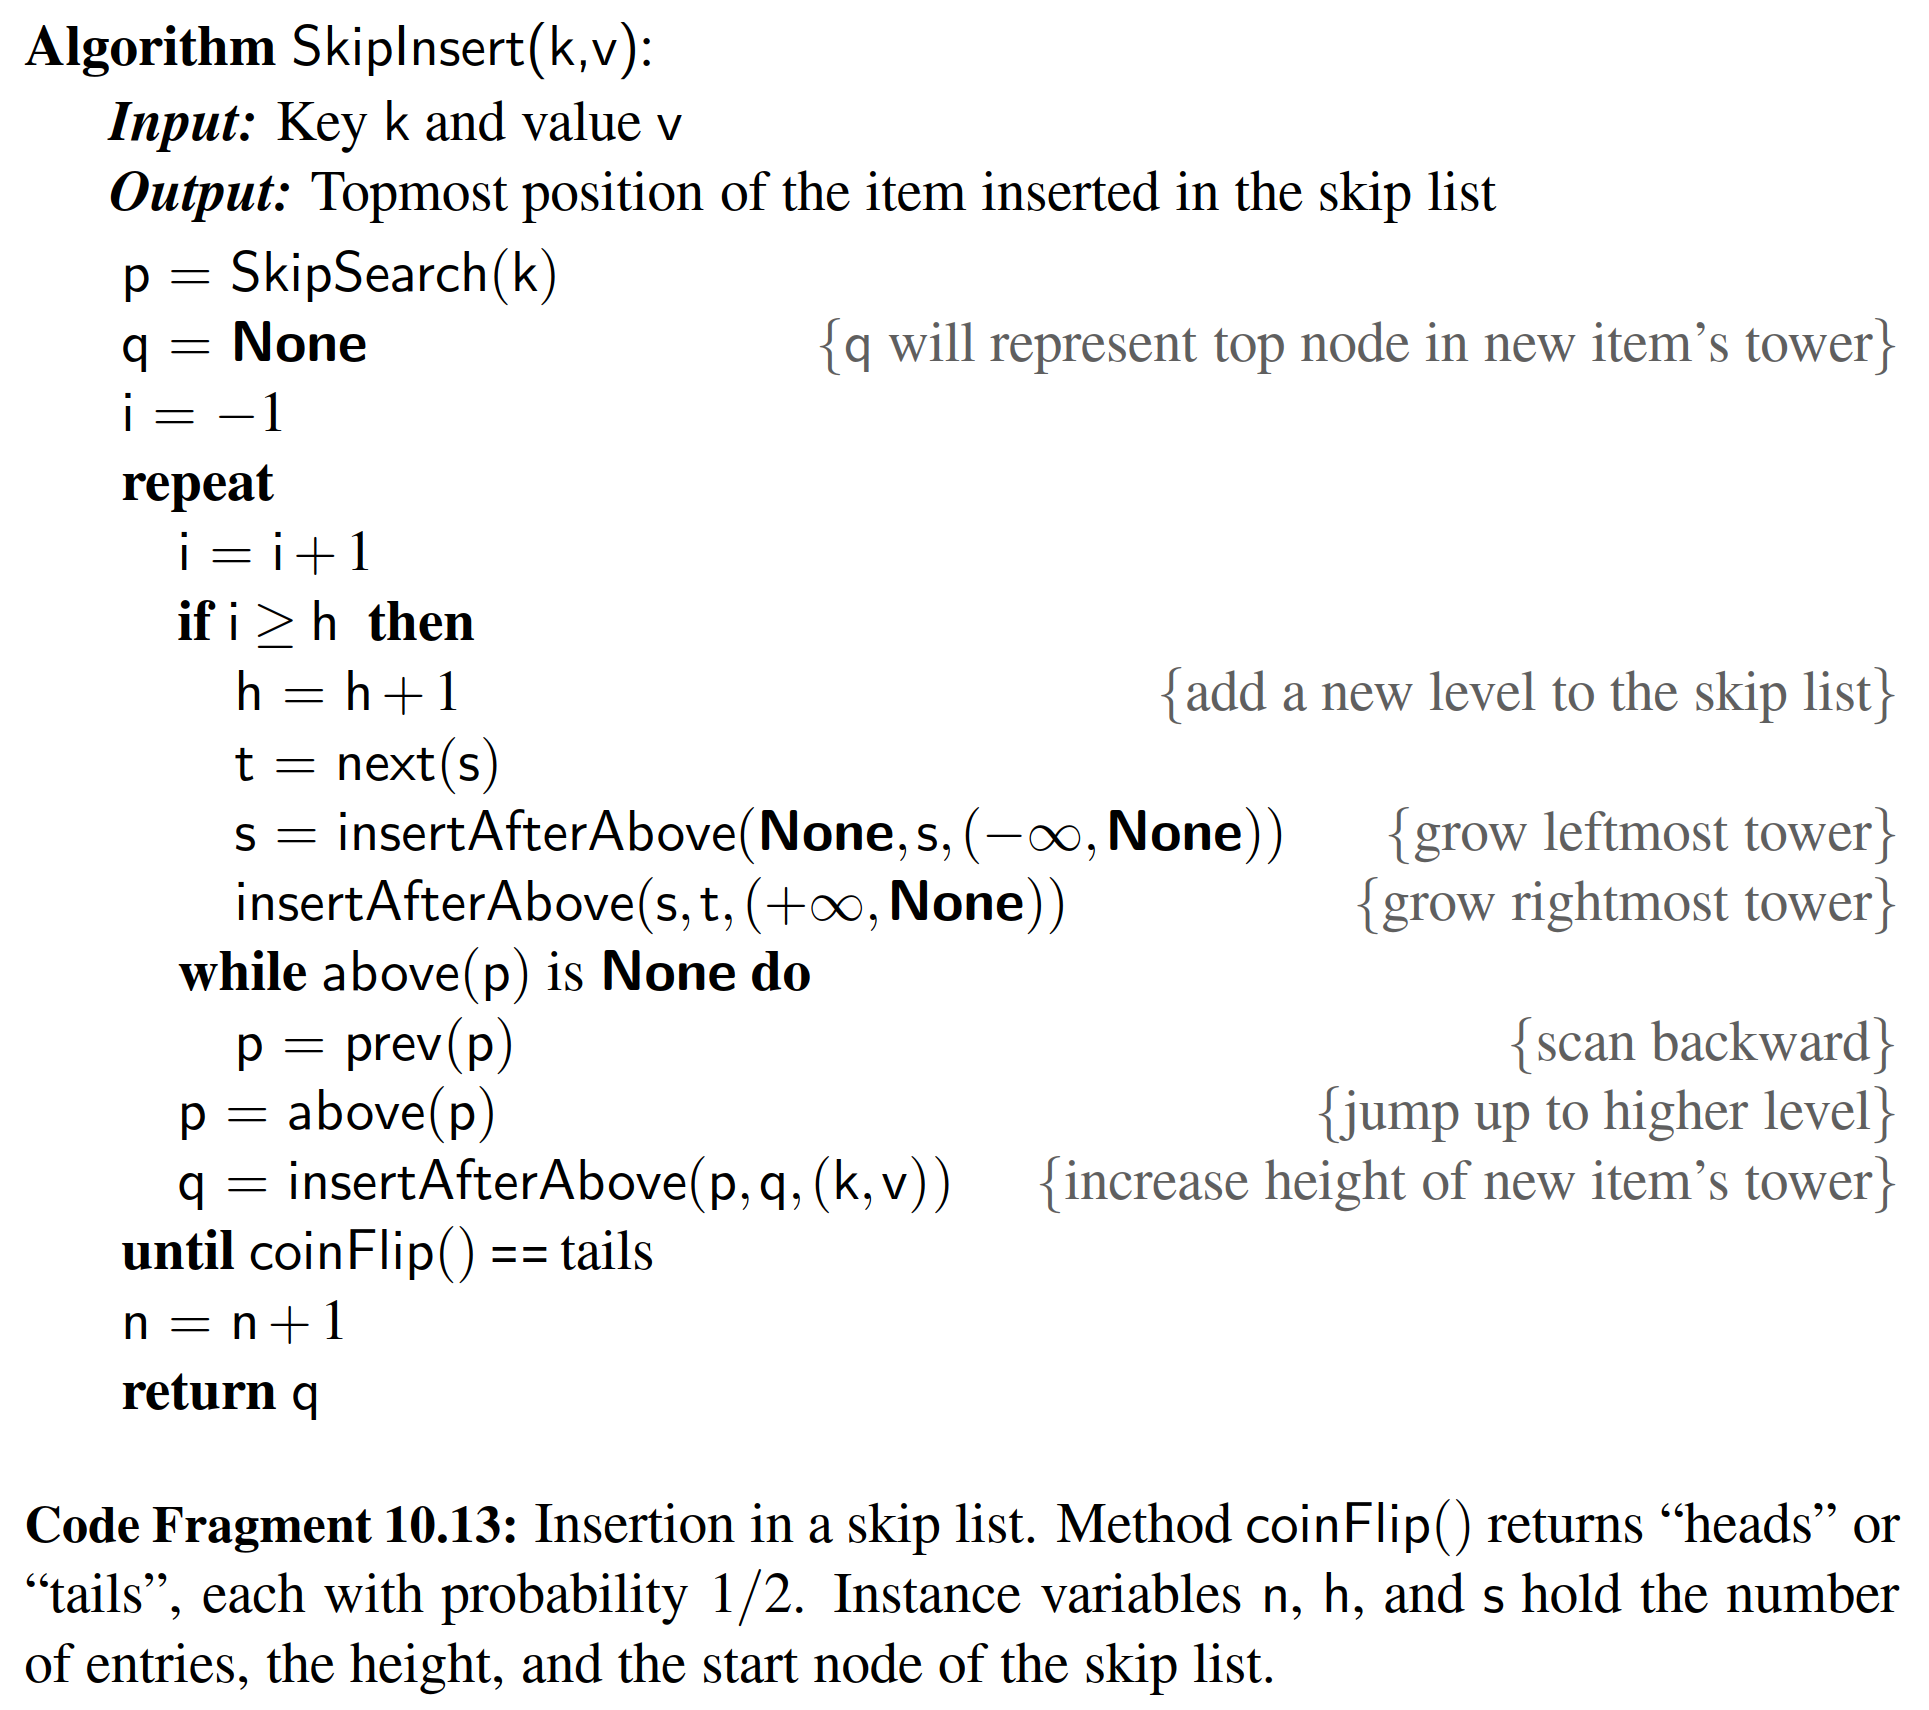 Algorithm SkipInsert(k,v):
Input: Key k and value v
Output: Topmost position of the item inserted in the skip list
p = SkipSearch(k)
q = None {q will represent top node in new item’s tower}
i = −1
repeat
i = i+1
if i ≥ h then
h = h+1 {add a new level to the skip list}
t = next(s)
s = insertAfterAbove(None,s,(−∞,None)) {grow leftmost tower}
insertAfterAbove(s,t,(+∞,None)) {grow rightmost tower}
while above(p) is None do
p = prev(p) {scan backward}
p = above(p) {jump up to higher level}
q = insertAfterAbove(p,q,(k,v)) {increase height of new item’s tower}
until coinFlip() == tails
n = n+1
return q
Code Fragment 10.13: Insertion in a skip list. Method coinFlip() returns “heads” or
“tails”, each with probability 1/2. Instance variables n, h, and s hold the number
of entries, the height, and the start node of the skip list.